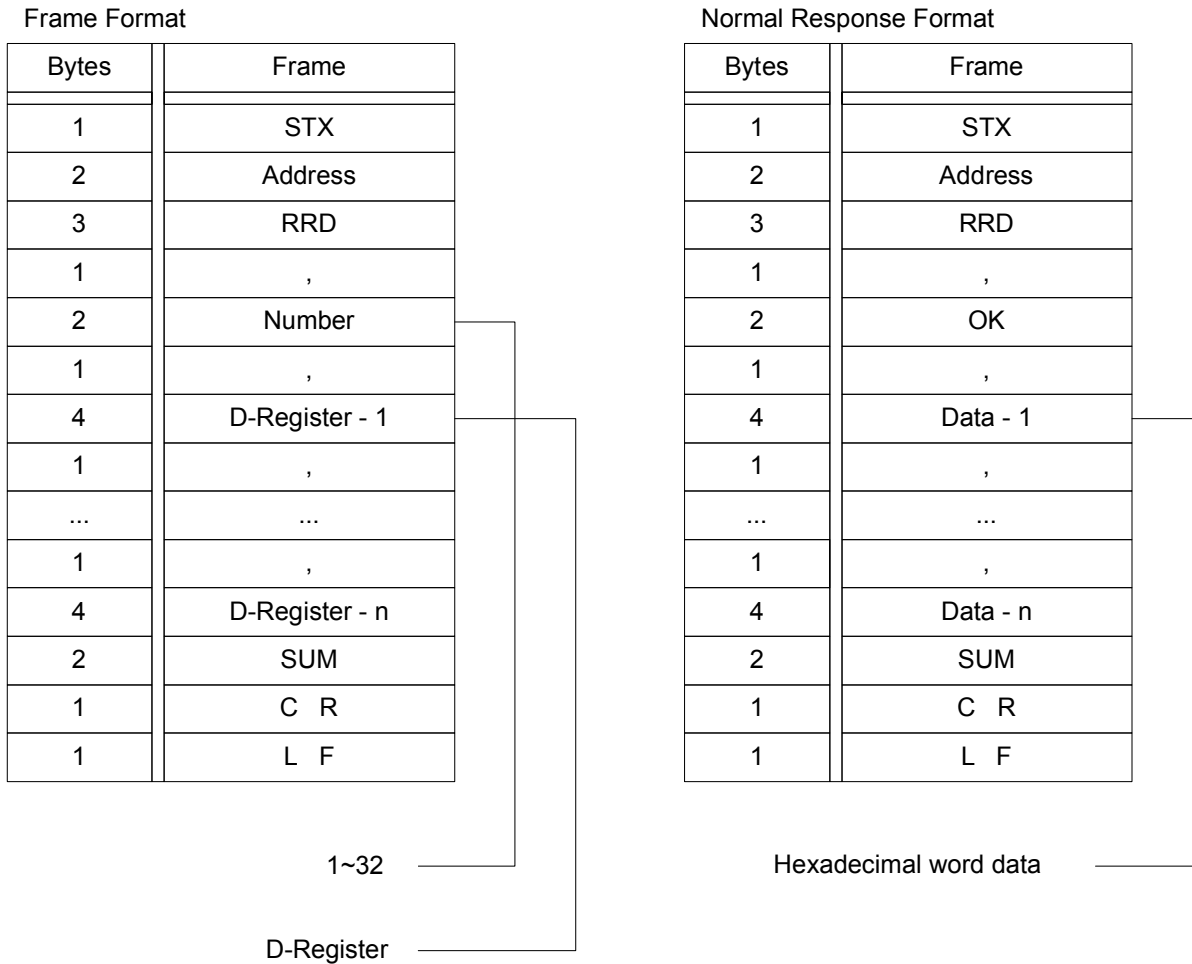 Frame Format
Bytes Frame
1 STX
2 Address
3 RRD
1 ,
2 Number
1 ,
4 D-Register - 1
1 ,
... ...
1 ,
4 D-Register - n
2 SUM
1 C R
1 L F
1~32
D-Register
Normal Response Format
Bytes Frame
1 STX
2 Address
3 RRD
1 ,
2 OK
1 ,
4 Data - 1
1 ,
... ...
1 ,
4 Data - n
2 SUM
1 C R
1 L F
Hexadecimal word data